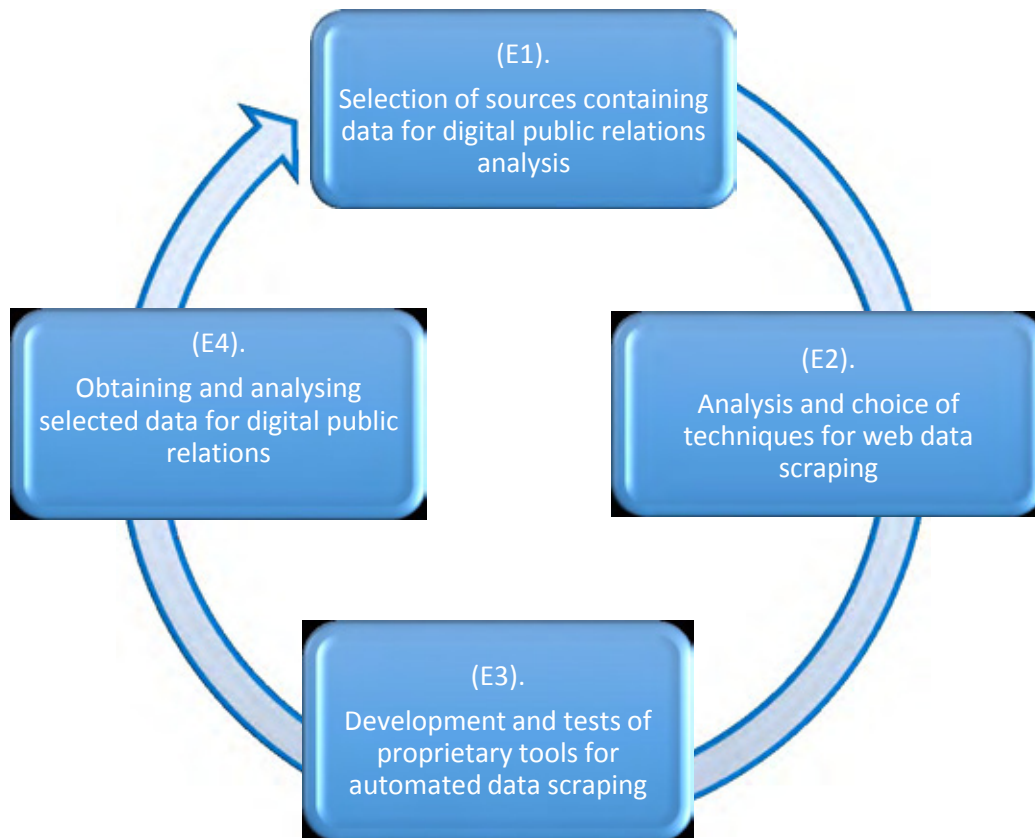 (E1).
Selection of sources containing
data for digital public relations
analysis
(E4).
Obtaining and analysing
selected data for digital public
relations
(E2).
Analysis and choice of
techniques for web data
scraping
(E3).
Development and tests of
proprietary tools for
automated data scraping